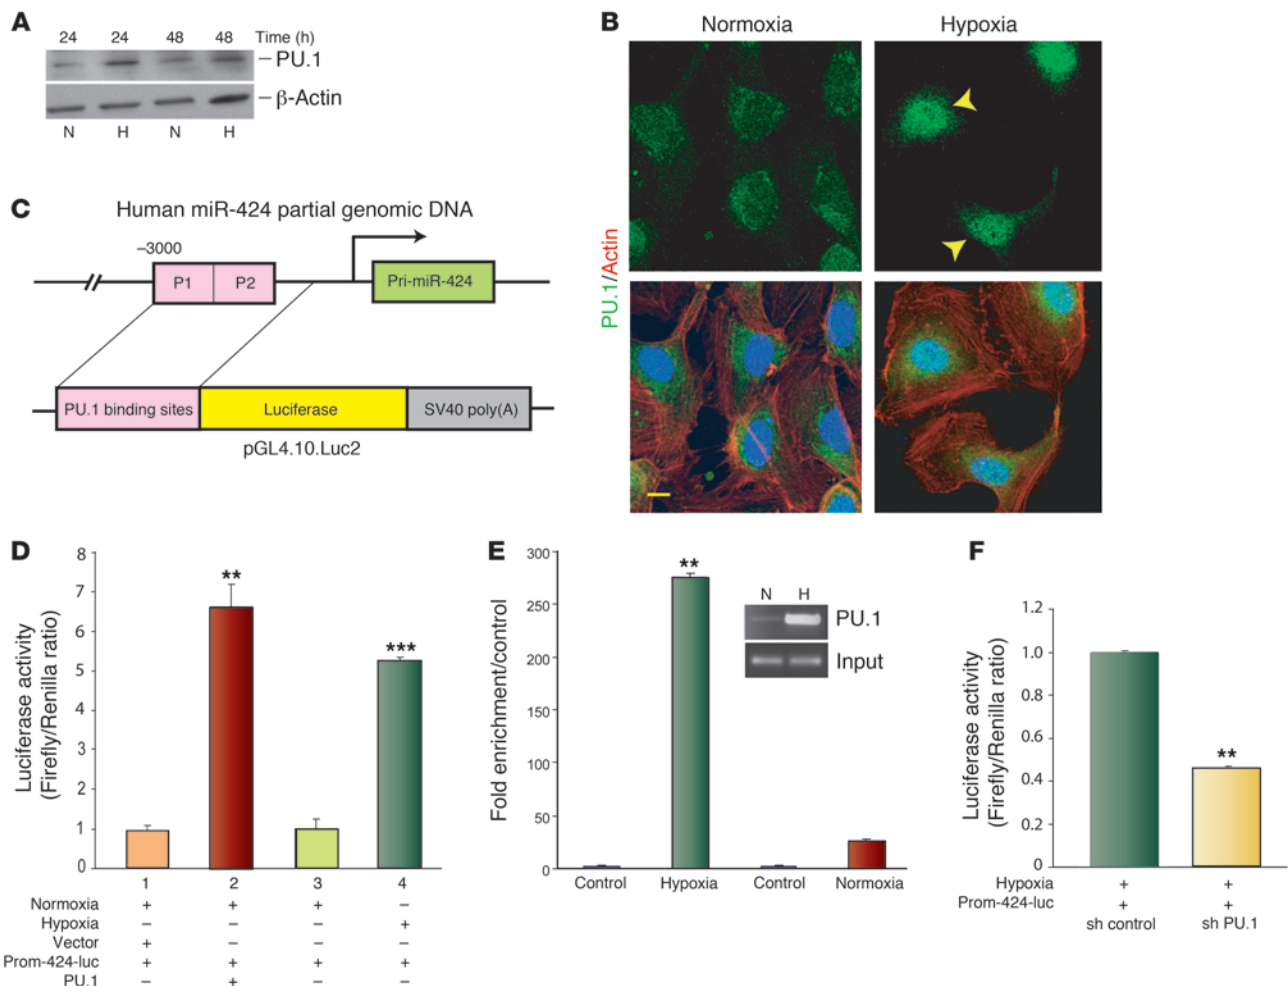 A
24 24 48 48 Time (h)
PU.1
β-Actin
N H N H
B
Normoxia Hypoxia
PU.1/Actin
C
Human miR-424 partial genomic DNA
–3000
P1 P2 Pri-miR-424
PU.1 binding sites Luciferase SV40 poly(A)
pGL4.10.Luc2
D
Luciferase activity
(Firefly/Renilla ratio)
8
7
6
5
4
3
2
1
0
**
***
1 2 3 4
Normoxia + + + –
Hypoxia – – – +
Vector + – – –
Prom-424-luc + + + +
PU.1 – + – –
E
Fold enrichment/control
300
250
200
150
100
50
0
**
N H
PU.1
Input
Control Hypoxia Control Normoxia
F
Luciferase activity
(Firefly/Renilla ratio)
1.2
1.0
0.8
0.6
0.4
0.2
0
**
Hypoxia + +
Prom-424-luc + +
sh control sh PU.1